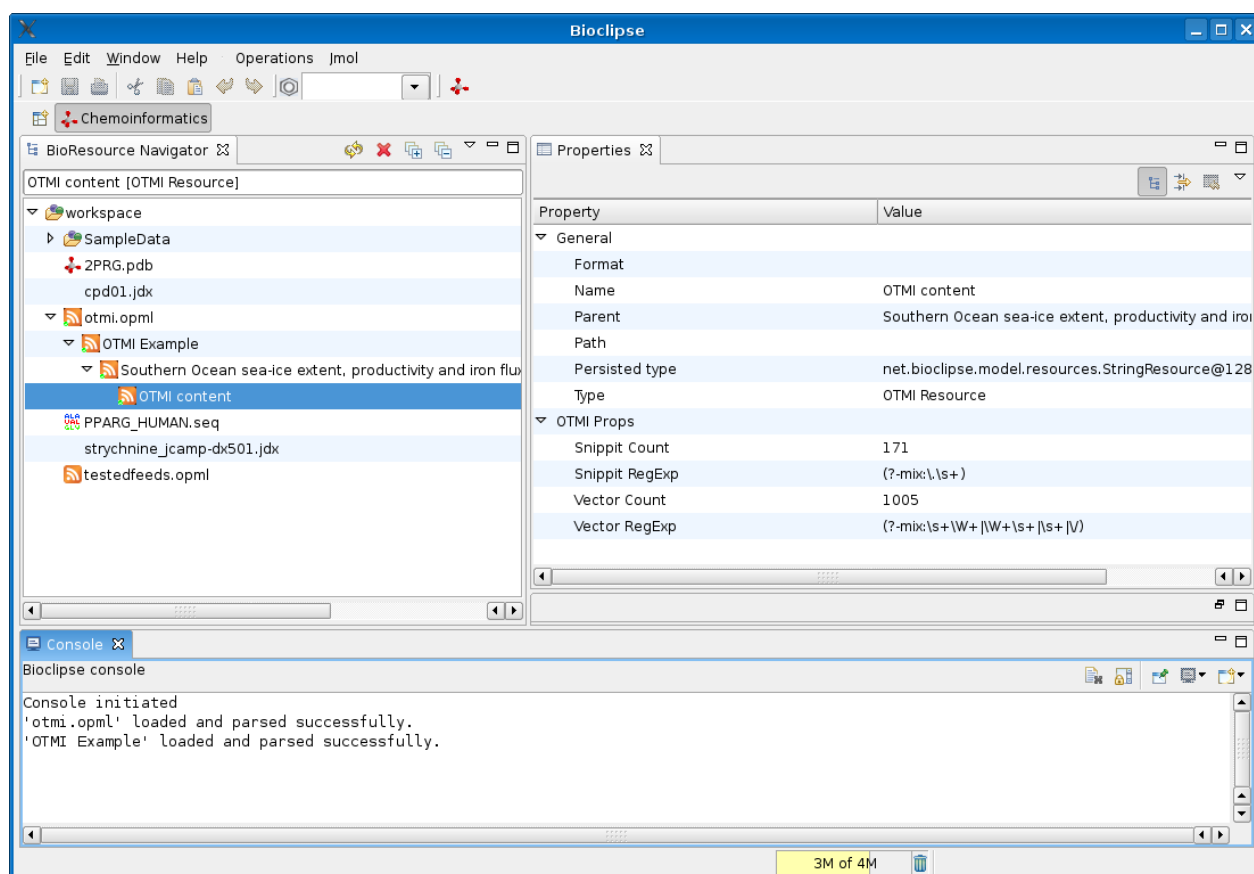 Bioclipse
File Edit Window Help Operations Jmol
Chemoinformatics
BioResource Navigator
OTMI content [OTMI Resource]
workspace
SampleData
2PRG.pdb
cpd01.jdx
otmi.opml
OTMI Example
Southern Ocean sea-ice extent, productivity and iron flu
OTMI content
PPARG_HUMAN.seq
strychnine_jcamp-dx501.jdx
testedfeeds.opml
Properties
Property Value
General
Format
Name OTMI content
Parent Southern Ocean sea-ice extent, productivity and iro
Path
Persisted type net.bioclipse.model.resources.StringResource@128
Type OTMI Resource
OTMI Props
Snippit Count 171
Snippit RegExp (?-mix:\.\s+)
Vector Count 1005
Vector RegExp (?-mix:\s+\W+|\W+\s+|\s+|\/)
Console
Bioclipse console
Console initiated
'otmi.opml' loaded and parsed successfully.
'OTMI Example' loaded and parsed successfully.
3M of 4M